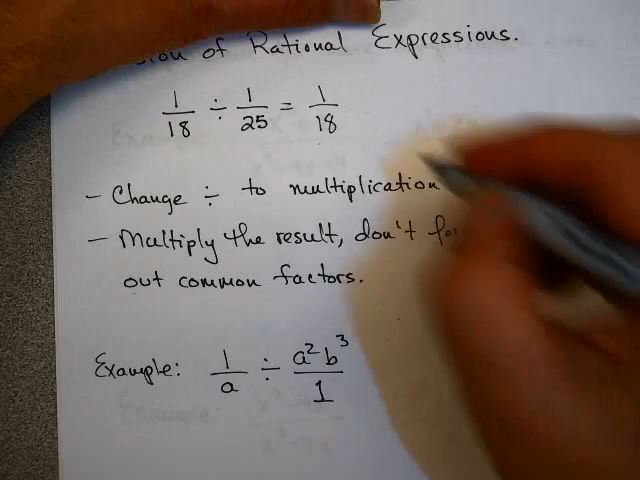 of Rational Expressions.
1/18 ÷ 1/25 = 1/18
- Change ÷ to multiplication
- Multiply the result, don't
out common factors.
Example: 1/a ÷ a²b³/1